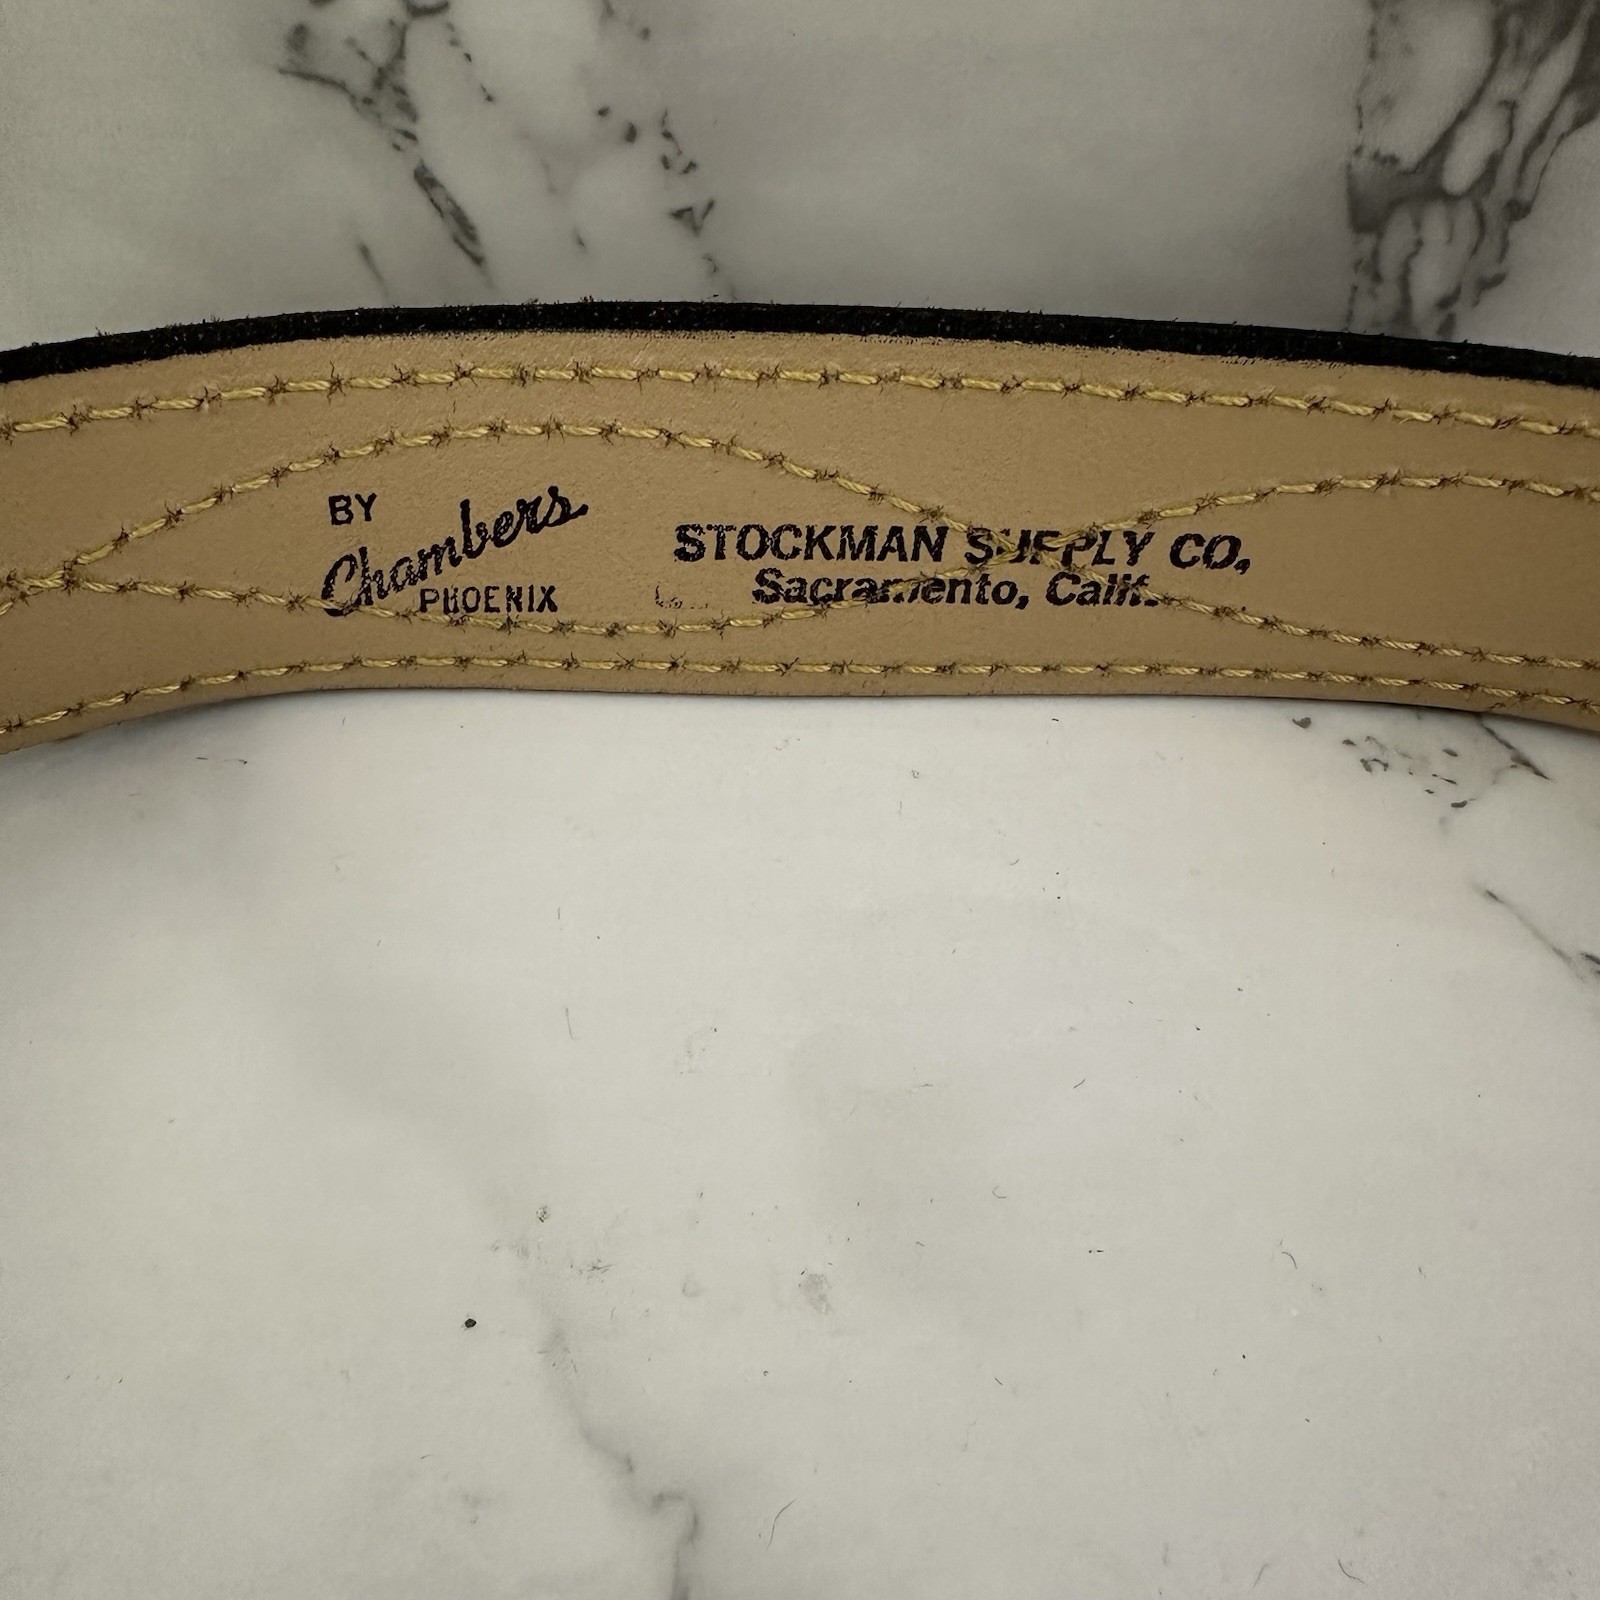 BY
Chambers
PHOENIX
STOCKMAN SUPPLY CO.
Sacramento, Calif.